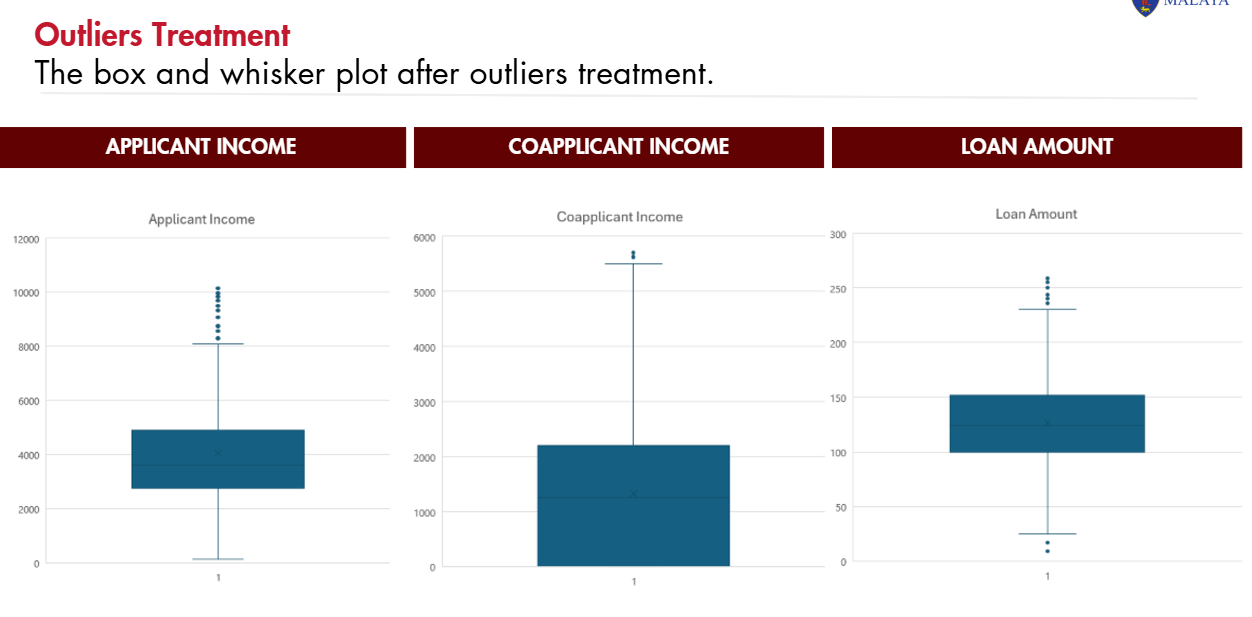 MALAYA
Outliers Treatment
The box and whisker plot after outliers treatment.
APPLICANT INCOME
COAPPLICANT INCOME
LOAN AMOUNT
Applicant Income
12000
10000
8000
6000
4000
2000
0
1
Coapplicant Income
6000
5000
4000
3000
2000
1000
0
1
Loan Amount
300
250
200
150
100
50
0
1